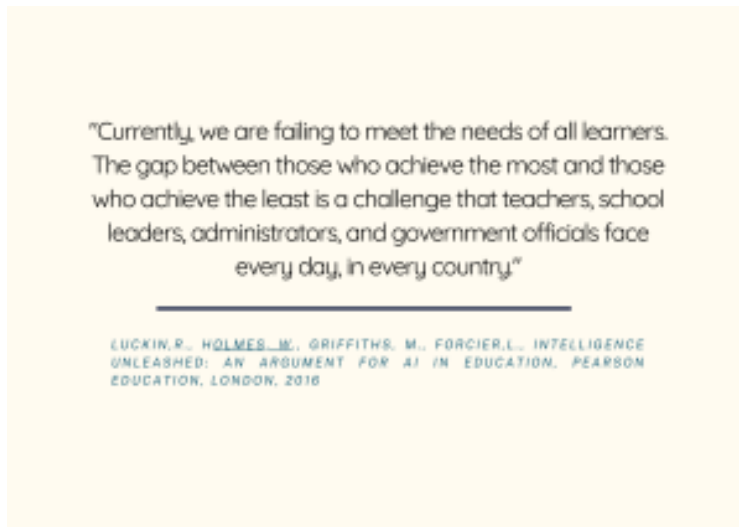 "Currently, we are failing to meet the needs of all learners.
The gap between those who achieve the most and those
who achieve the least is a challenge that teachers, school
leaders, administrators, and government officials face
every day, in every country."
LUCKIN,R., HOLMES, W., GRIFFITHS, M., FORCIER,L., INTELLIGENCE
UNLEASHED: AN ARGUMENT FOR AI IN EDUCATION, PEARSON
EDUCATION, LONDON, 2016